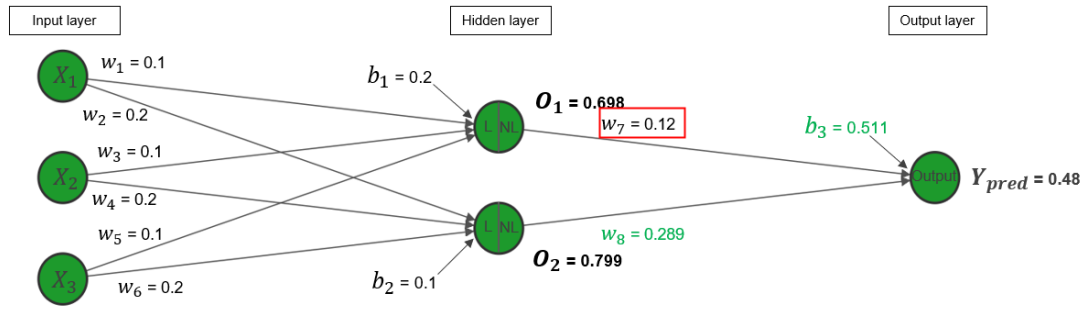 Input layer
Hidden layer
Output layer
X₁
w₁ = 0.1
w₂ = 0.2
b₁ = 0.2
O₁ = 0.698
w₇ = 0.12
L NL
b₃ = 0.511
w₃ = 0.1
X₂
w₄ = 0.2
Output
Y_pred = 0.48
w₅ = 0.1
L NL
w₈ = 0.289
O₂ = 0.799
X₃
w₆ = 0.2
b₂ = 0.1